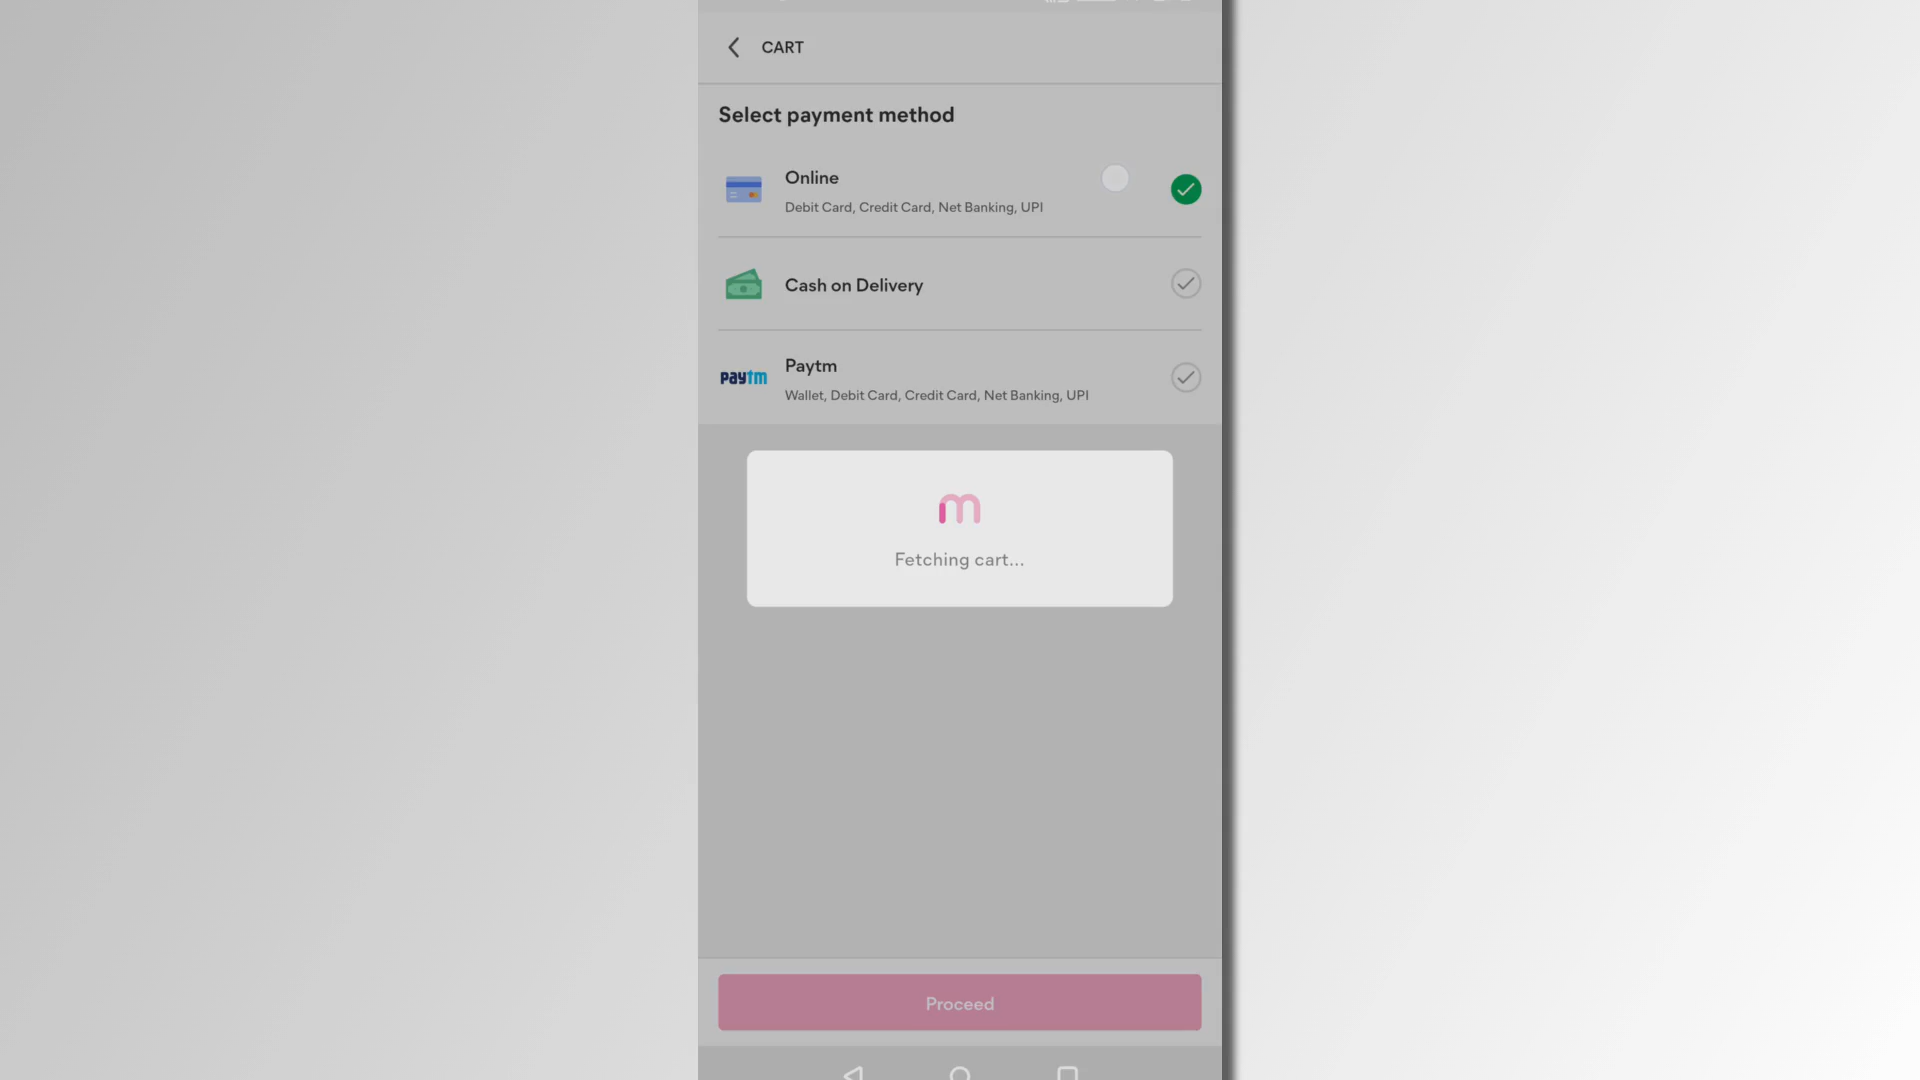 CART
Select payment method
Online
Debit Card, Credit Card, Net Banking, UPI
Cash on Delivery
paytm
Paytm
Wallet, Debit Card, Credit Card, Net Banking, UPI
m
Fetching cart...
Proceed